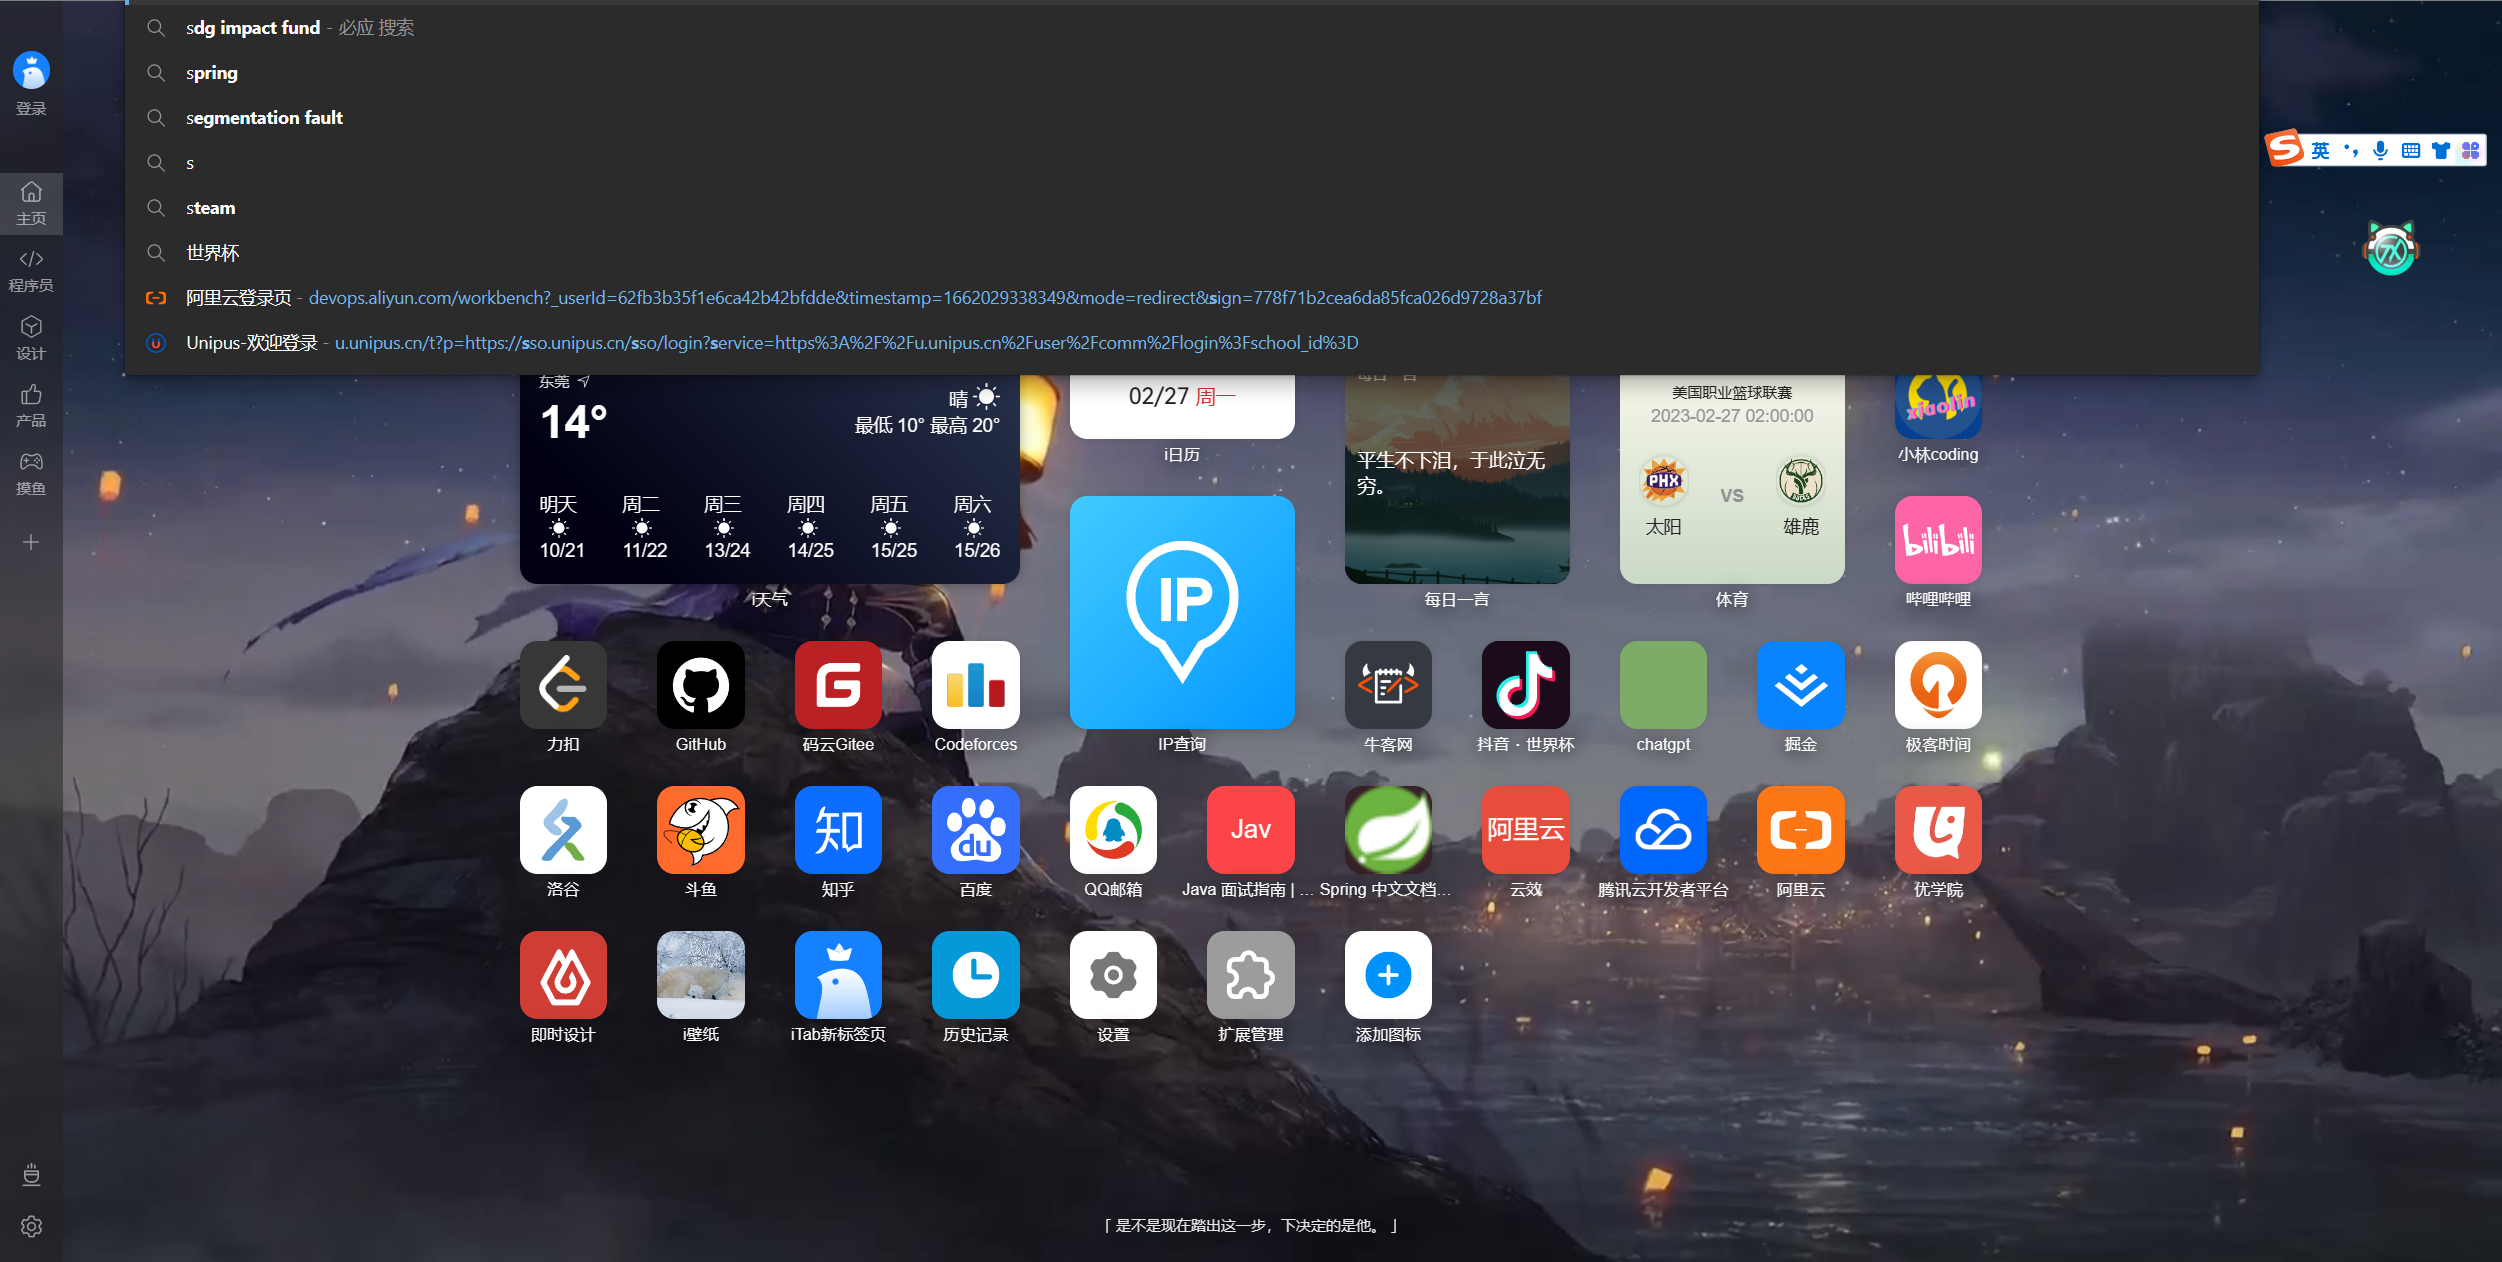 sdg impact fund - 必应 搜索
spring
segmentation fault
s
steam
世界杯
阿里云登录页 - devops.aliyun.com/workbench?_userId=62fb3b35f1e6ca42b42bfdde&timestamp=1662029338349&mode=redirect&sign=778f71b2cea6da85fca026d9728a37bf
Unipus-欢迎登录 - u.unipus.cn/t?p=https://sso.unipus.cn/sso/login?service=https%3A%2F%2Fu.unipus.cn%2Fuser%2Fcomm%2Flogin%3Fschool_id%3D
登录
主页
程序员
设计
产品
摸鱼
英
东莞
14°
晴
最低 10° 最高 20°
明天 周二 周三 周四 周五 周六
10/21 11/22 13/24 14/25 15/25 15/26
i天气
02/27 周一
i日历
IP
IP查询
每日一言
平生不下泪，于此泣无
穷。
每日一言
美国职业篮球联赛
2023-02-27 02:00:00
PHX
VS
太阳 雄鹿
体育
xiaolin
小林coding
bilibili
哔哩哔哩
力扣
GitHub
码云Gitee
Codeforces
牛客网
抖音 · 世界杯
chatgpt
掘金
极客时间
知
du
Jav
阿里云
洛谷
斗鱼
知乎
百度
QQ邮箱
Java 面试指南 | ...
Spring 中文文档...
云效
腾讯云开发者平台
阿里云
优学院
即时设计
i壁纸
iTab新标签页
历史记录
设置
扩展管理
添加图标
「 是不是现在踏出这一步，下决定的是他。 」